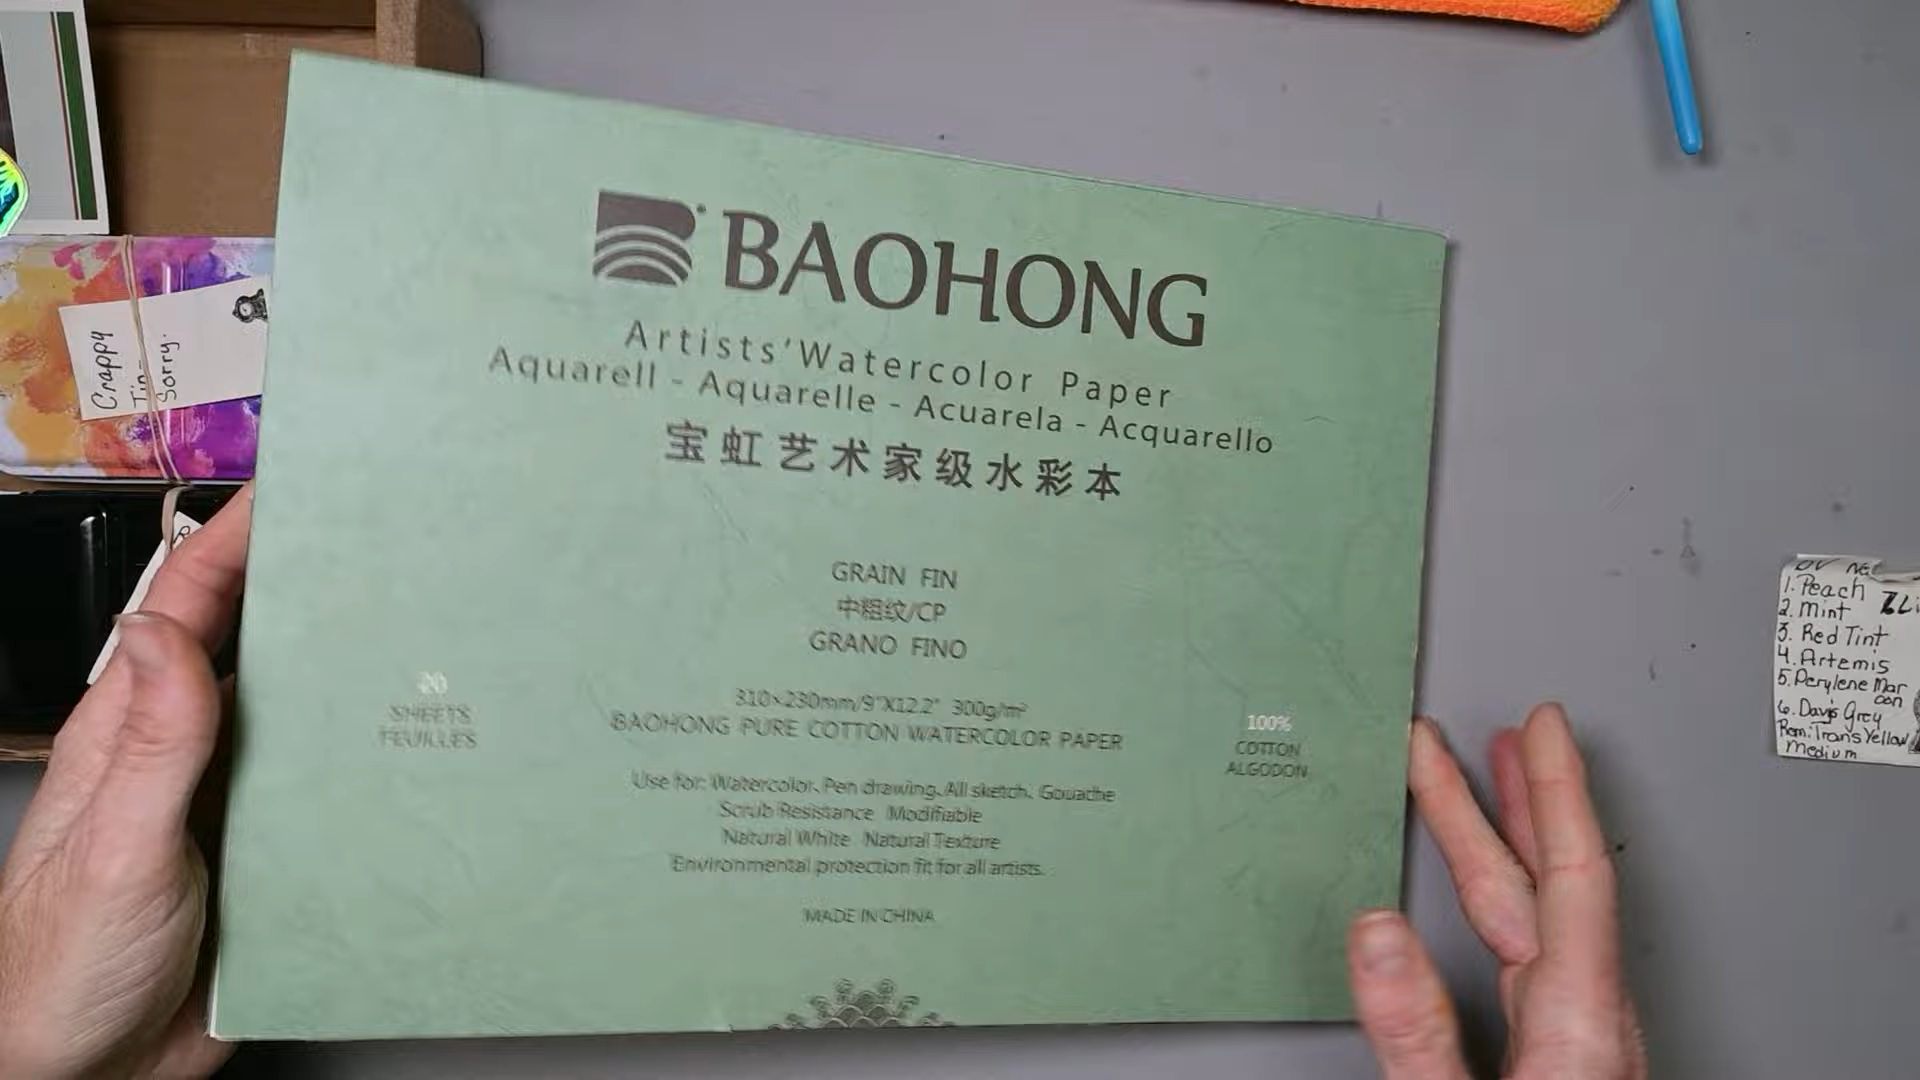 BAOHONG
Artists' Watercolor Paper
Aquarell - Aquarelle - Acuarela - Acquarello
宝虹艺术家级水彩本
GRAIN FIN
中粗纹/CP
GRANO FINO
20
SHEETS
FEUILLES
310×230mm/9"X12.2" 300g/m²
BAOHONG PURE COTTON WATERCOLOR PAPER
100%
COTTON
ALGODON
Use for: Watercolor、Pen drawing、All sketch、Gouache
Scrub Resistance Modifiable
Natural White Natural Texture
Environmental protection fit for all artists.
MADE IN CHINA
Crappy
Tin-
Sorry.
1. Peach
2. Mint
3. Red Tint
4. Artemis
5. Perylene Mar
oon
6. Davis Grey
Rem: Trans Yellow
Medium